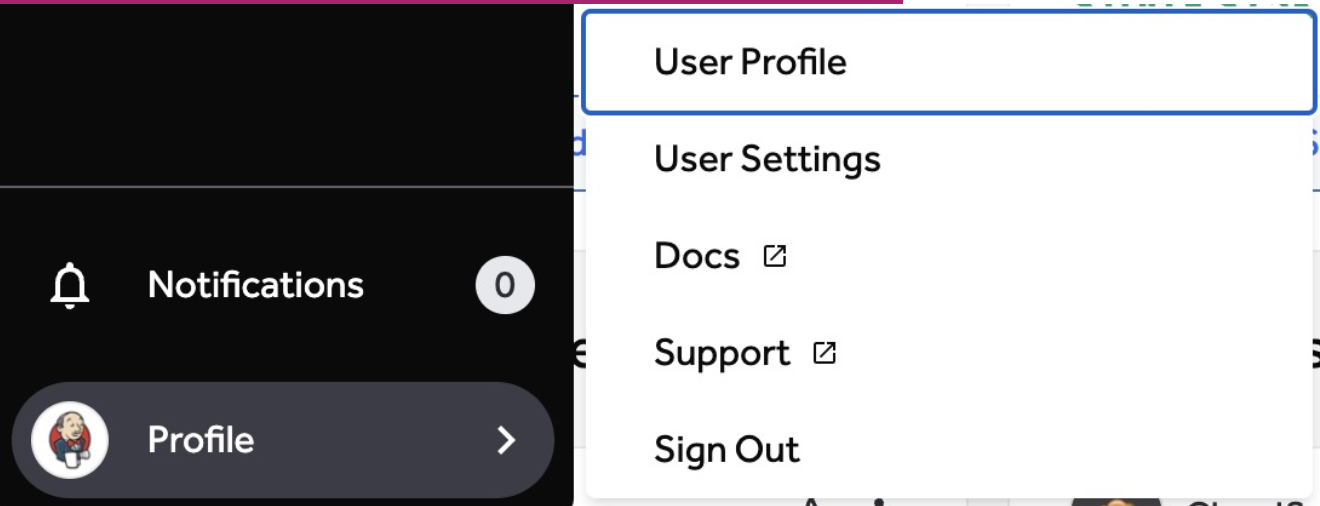 Notifications
0
Profile
User Profile
User Settings
Docs
Support
Sign Out